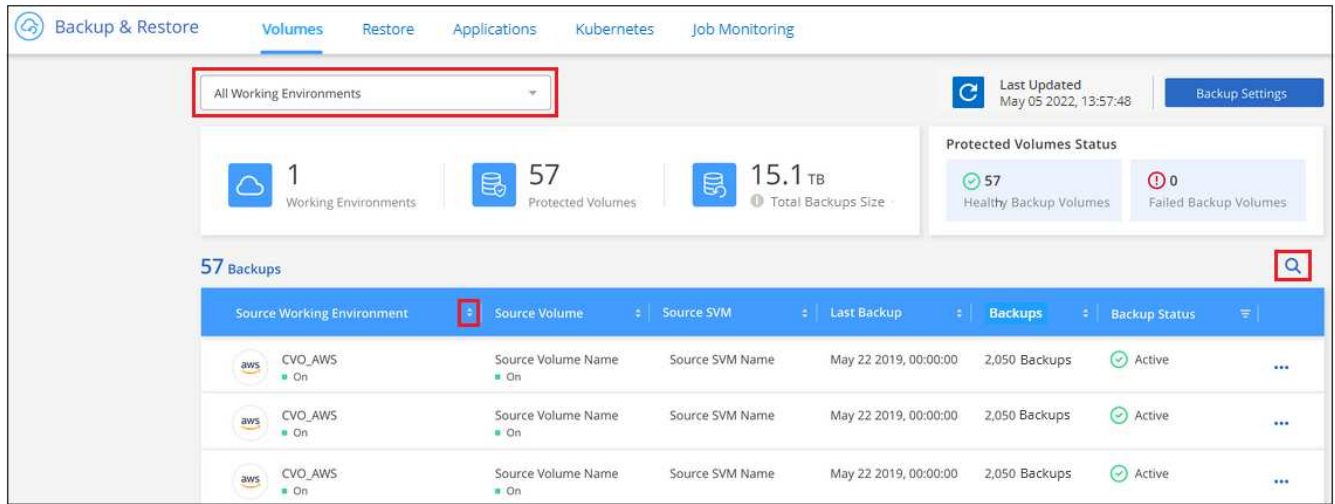 Backup & Restore Volumes Restore Applications Kubernetes Job Monitoring
All Working Environments
Last Updated
May 05 2022, 13:57:48
Backup Settings
1
Working Environments
57
Protected Volumes
15.1 TB
Total Backups Size
Protected Volumes Status
57
Healthy Backup Volumes
0
Failed Backup Volumes
57 Backups
Source Working Environment Source Volume Source SVM Last Backup Backups Backup Status
aws CVO_AWS Source Volume Name Source SVM Name May 22 2019, 00:00:00 2,050 Backups Active
On On
aws CVO_AWS Source Volume Name Source SVM Name May 22 2019, 00:00:00 2,050 Backups Active
On On
aws CVO_AWS Source Volume Name Source SVM Name May 22 2019, 00:00:00 2,050 Backups Active
On On